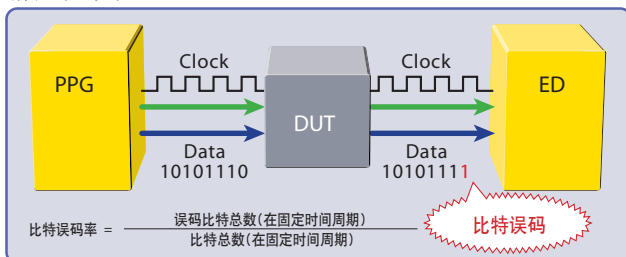 PPG
Clock
DUT
Clock
ED
Data
10101110
Data
10101111
比特误码率 =
误码比特总数(在固定时间周期)
比特总数(在固定时间周期)
比特误码